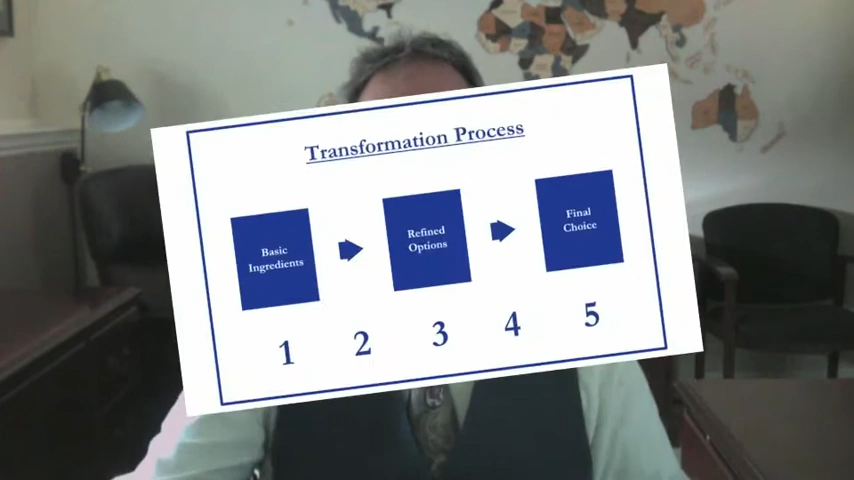 Transformation Process
Basic
Ingredients
Refined
Options
Final
Choice
1 2 3 4 5